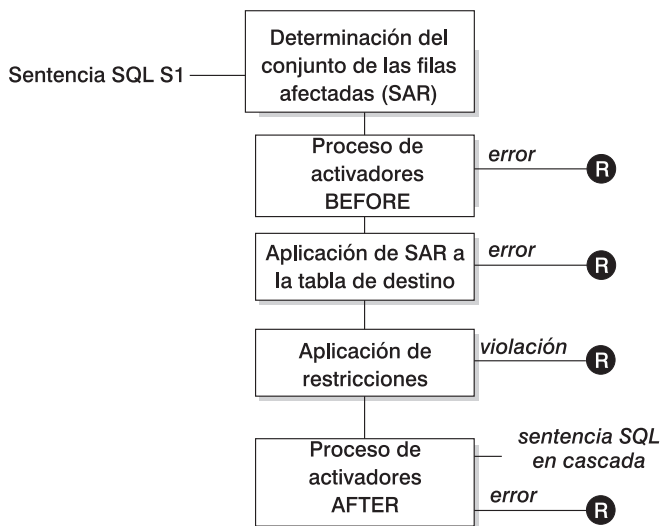 Determinación del
conjunto de las filas
afectadas (SAR)
Sentencia SQL S1
Proceso de
activadores
BEFORE
error
R
Aplicación de SAR a
la tabla de destino
error
R
Aplicación de
restricciones
violación
R
Proceso de
activadores
AFTER
sentencia SQL
en cascada
error
R